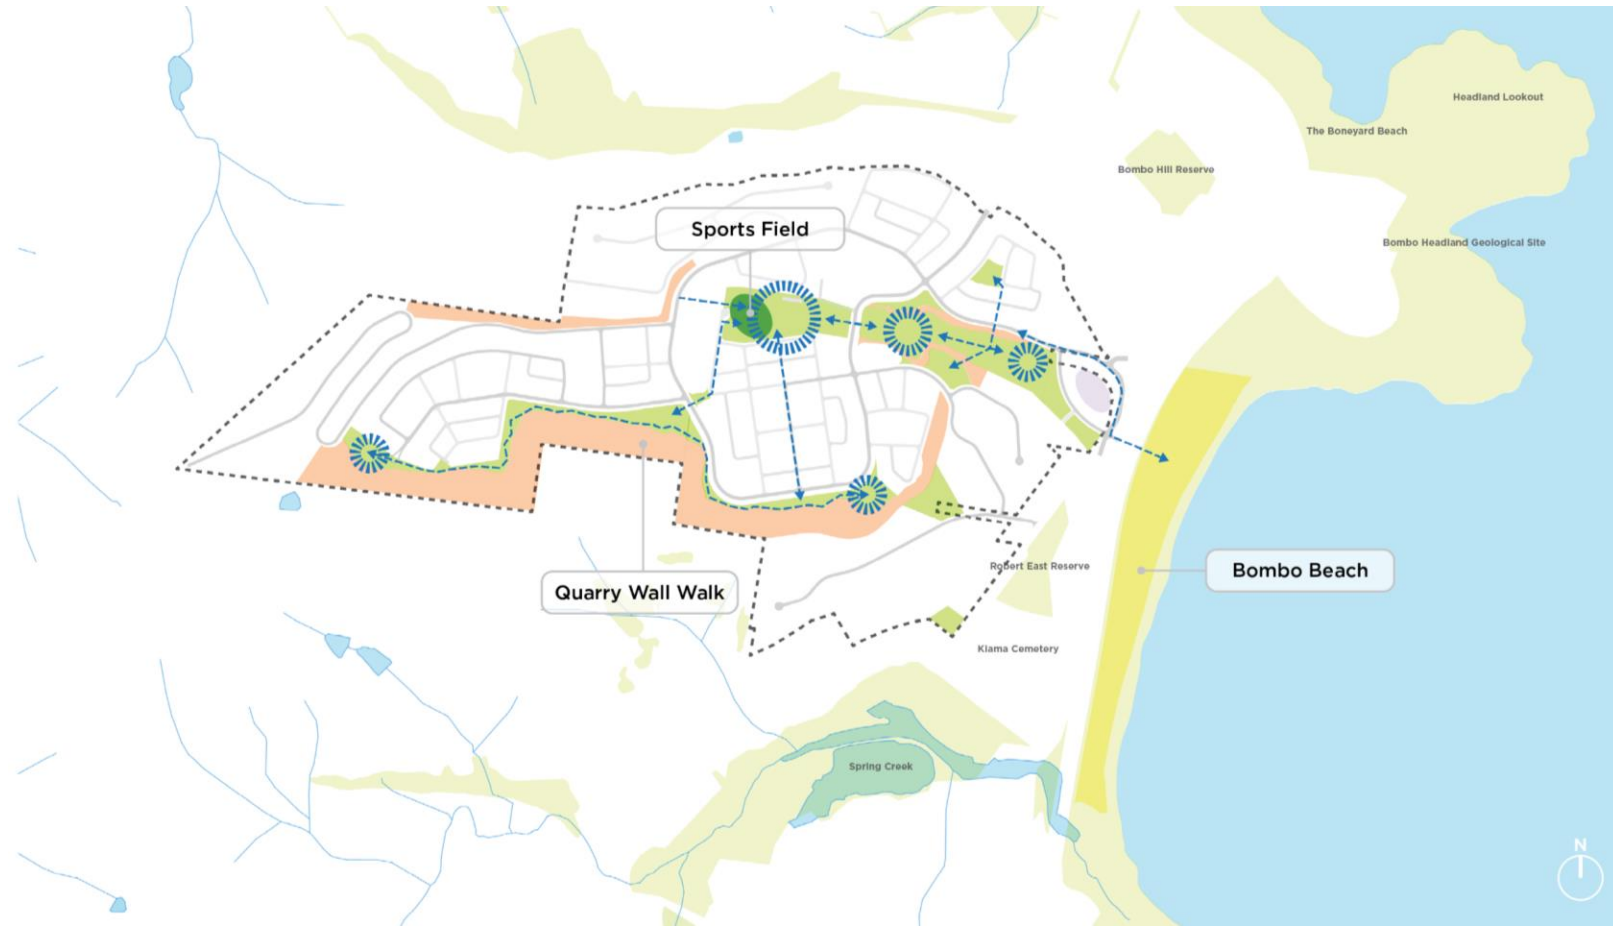 Headland Lookout
The Boneyard Beach
Bombo Hill Reserve
Sports Field
Bombo Headland Geological Site
Robert East Reserve
Bombo Beach
Quarry Wall Walk
Kiama Cemetery
Spring Creek
N